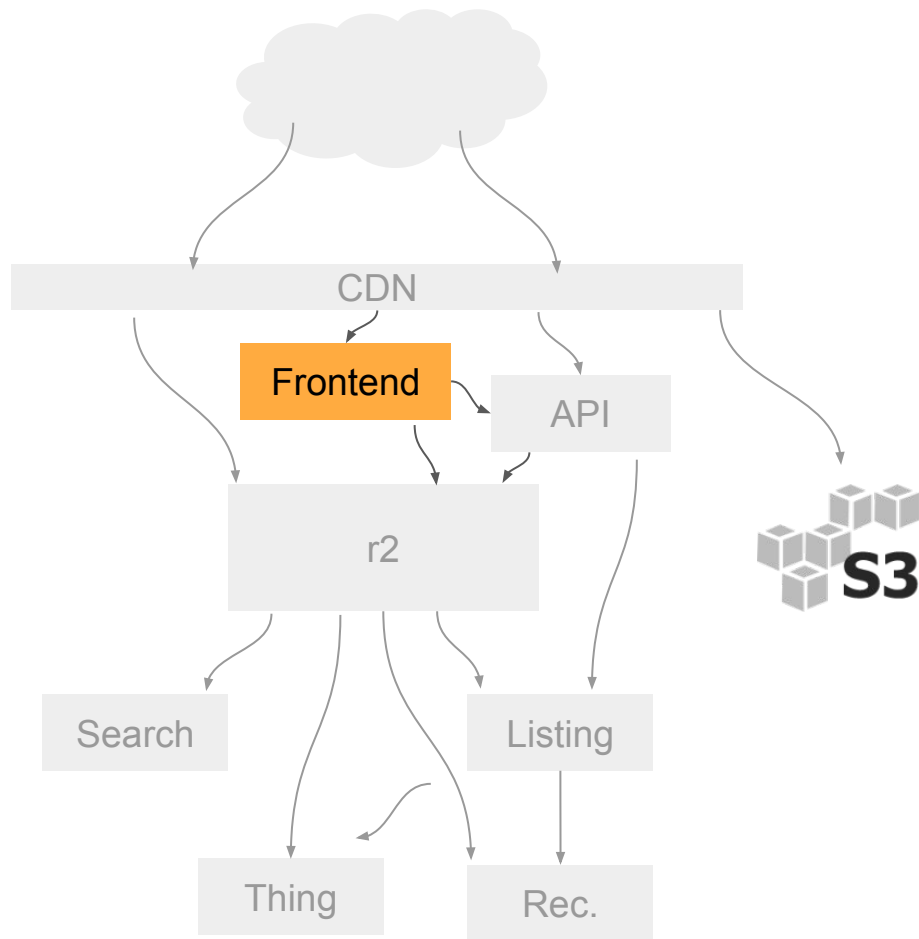 CDN
Frontend
API
r2
S3
Search
Listing
Thing
Rec.